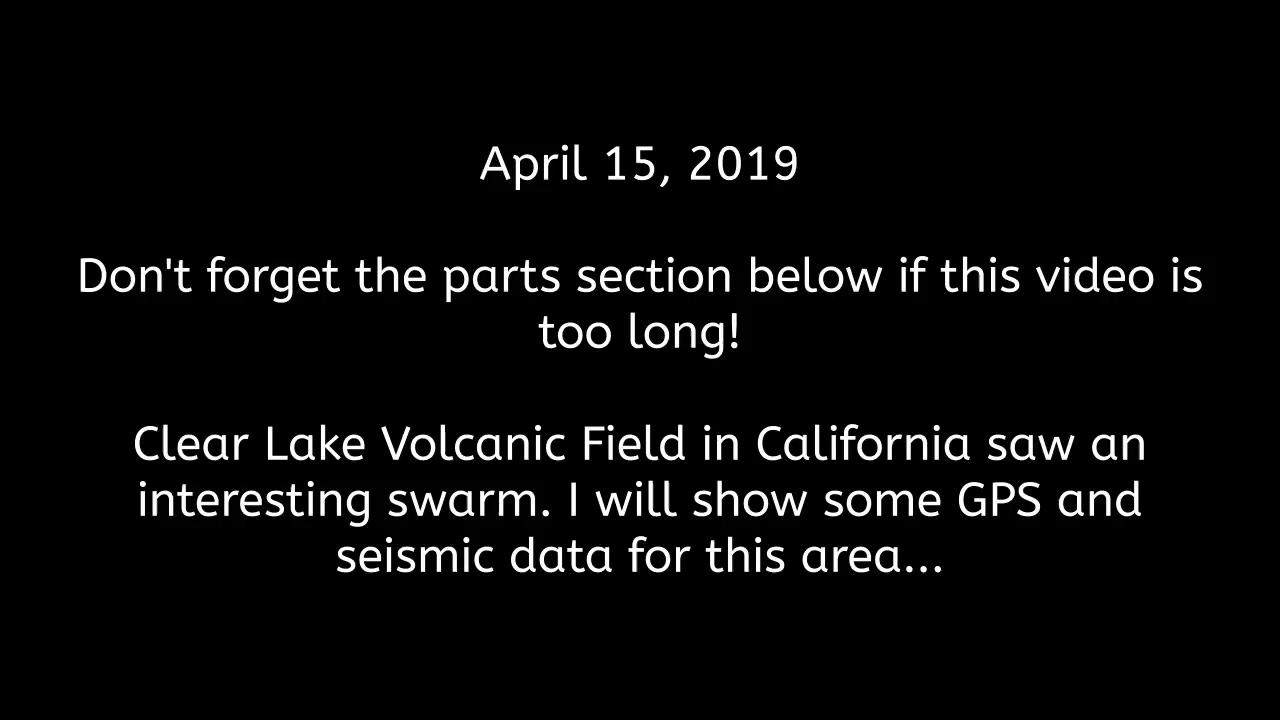 April 15, 2019
Don't forget the parts section below if this video is
too long!
Clear Lake Volcanic Field in California saw an
interesting swarm. I will show some GPS and
seismic data for this area...